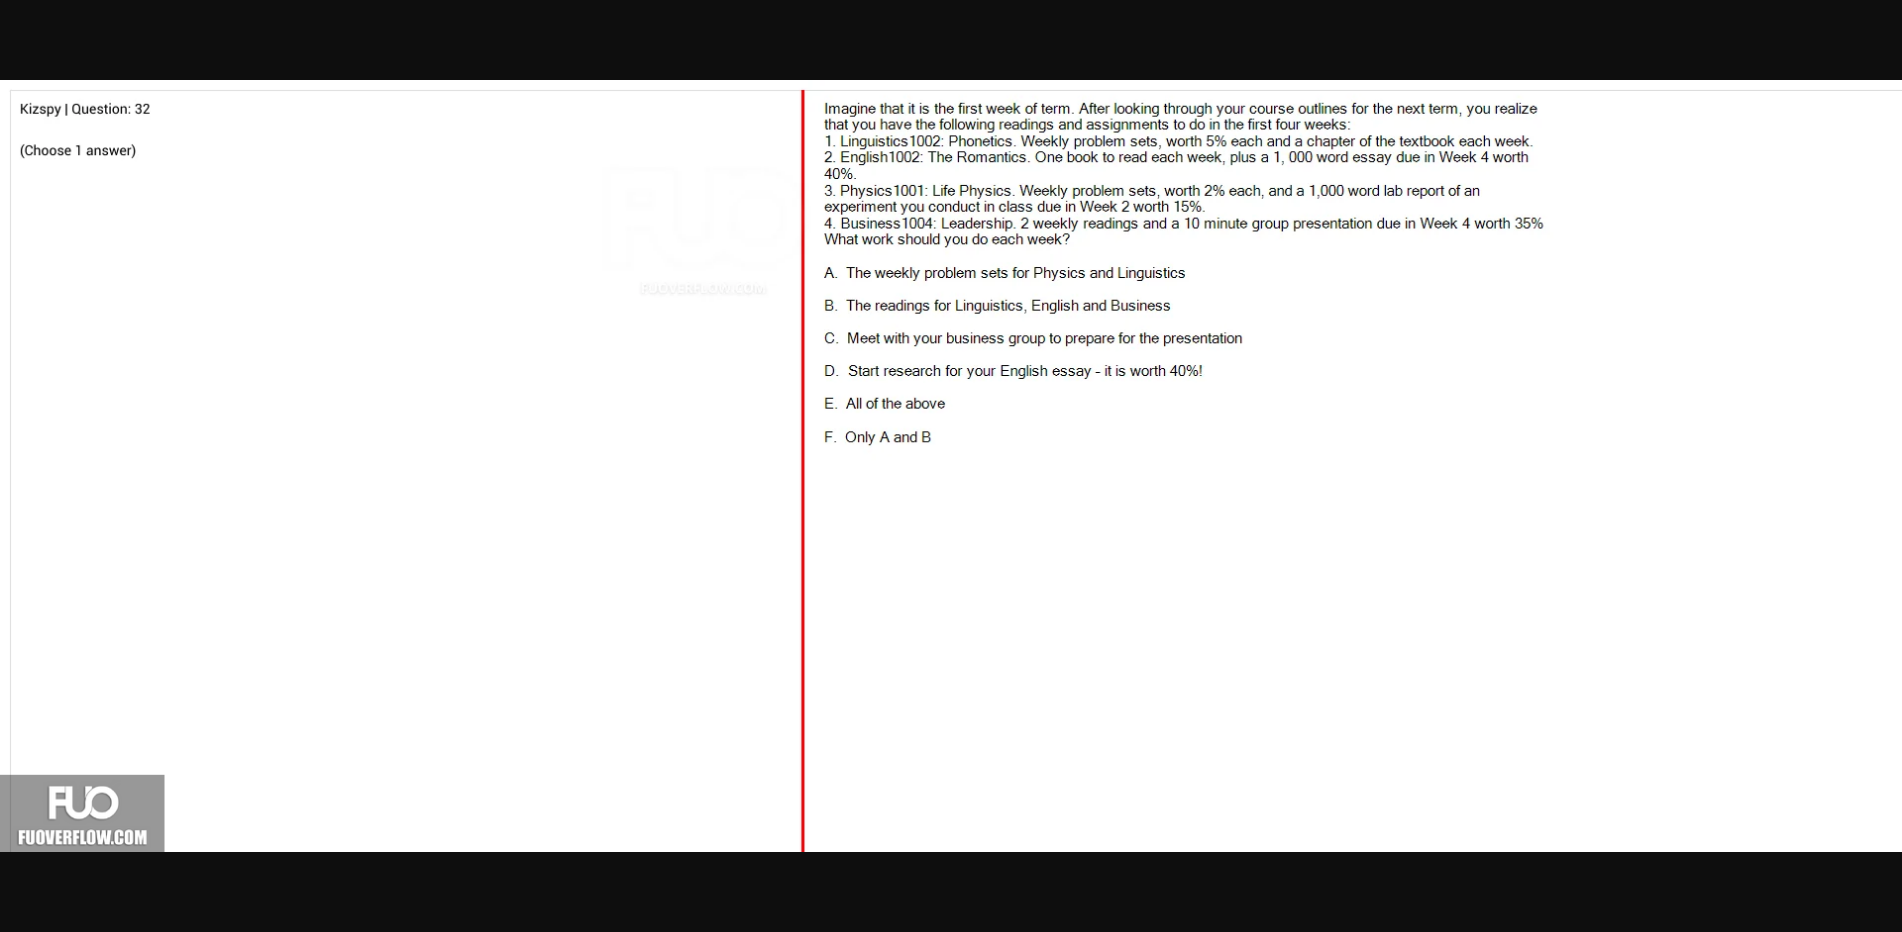 Kizspy | Question: 32
(Choose 1 answer)
Imagine that it is the first week of term. After looking through your course outlines for the next term, you realize
that you have the following readings and assignments to do in the first four weeks:
1. Linguistics1002: Phonetics. Weekly problem sets, worth 5% each and a chapter of the textbook each week.
2. English1002: The Romantics. One book to read each week, plus a 1, 000 word essay due in Week 4 worth
40%.
3. Physics1001: Life Physics. Weekly problem sets, worth 2% each, and a 1,000 word lab report of an
experiment you conduct in class due in Week 2 worth 15%.
4. Business1004: Leadership. 2 weekly readings and a 10 minute group presentation due in Week 4 worth 35%
What work should you do each week?
A. The weekly problem sets for Physics and Linguistics
B. The readings for Linguistics, English and Business
C. Meet with your business group to prepare for the presentation
D. Start research for your English essay - it is worth 40%!
E. All of the above
F. Only A and B
FUO
FUOVERFLOW.COM
FUO
FUOVERFLOW.COM